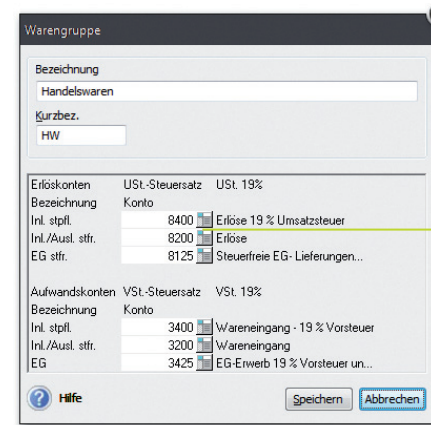 Warengruppe
Bezeichnung
Handelswaren
Kurzbez.
HW
Erlöskonten USt.-Steuersatz USt. 19%
Bezeichnung Konto
Inl. stpfl. 8400 Erlöse 19 % Umsatzsteuer
Inl./Ausl. stfr. 8200 Erlöse
EG stfr. 8125 Steuerfreie EG- Lieferungen...
Aufwandskonten VSt.-Steuersatz VSt. 19%
Bezeichnung Konto
Inl. stpfl. 3400 Wareneingang - 19 % Vorsteuer
Inl./Ausl. stfr. 3200 Wareneingang
EG 3425 EG-Erwerb 19 % Vorsteuer un...
Hilfe Speichern Abbrechen